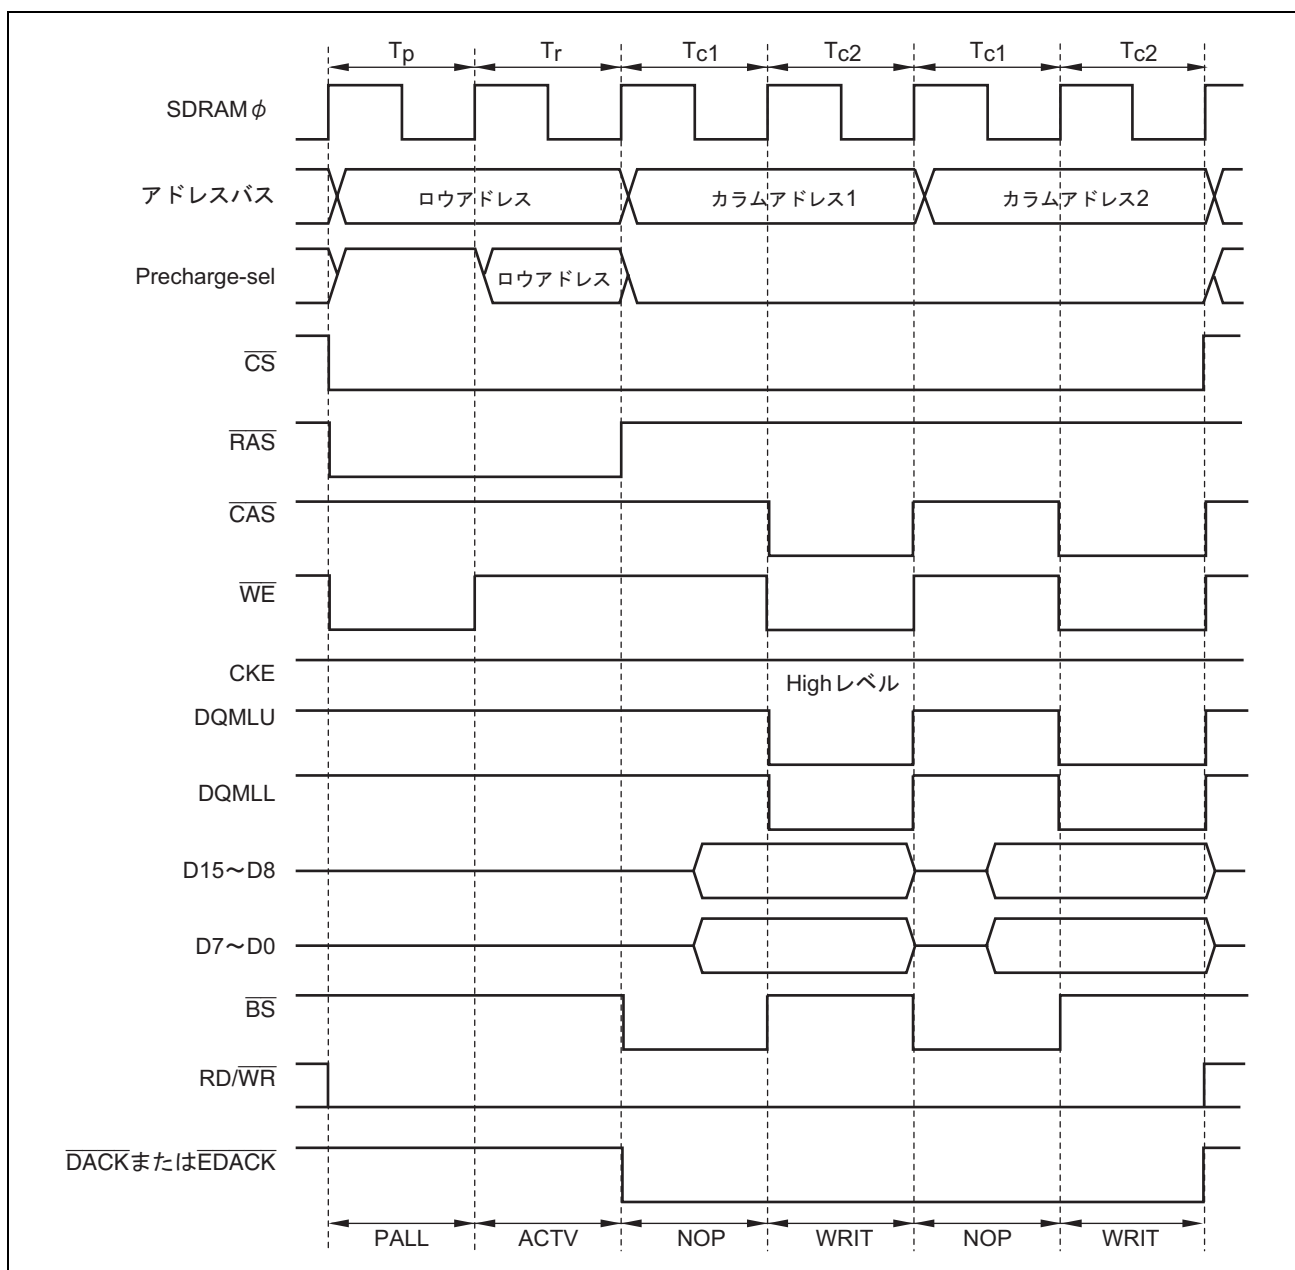 Tp Tr Tc1 Tc2 Tc1 Tc2
SDRAMφ
アドレスバス ロウアドレス カラムアドレス1 カラムアドレス2
Precharge-sel ロウアドレス
CS
RAS
CAS
WE
CKE
Highレベル
DQMLU
DQMLL
D15～D8
D7～D0
BS
RD/WR
DACKまたはEDACK
PALL ACTV NOP WRIT NOP WRIT